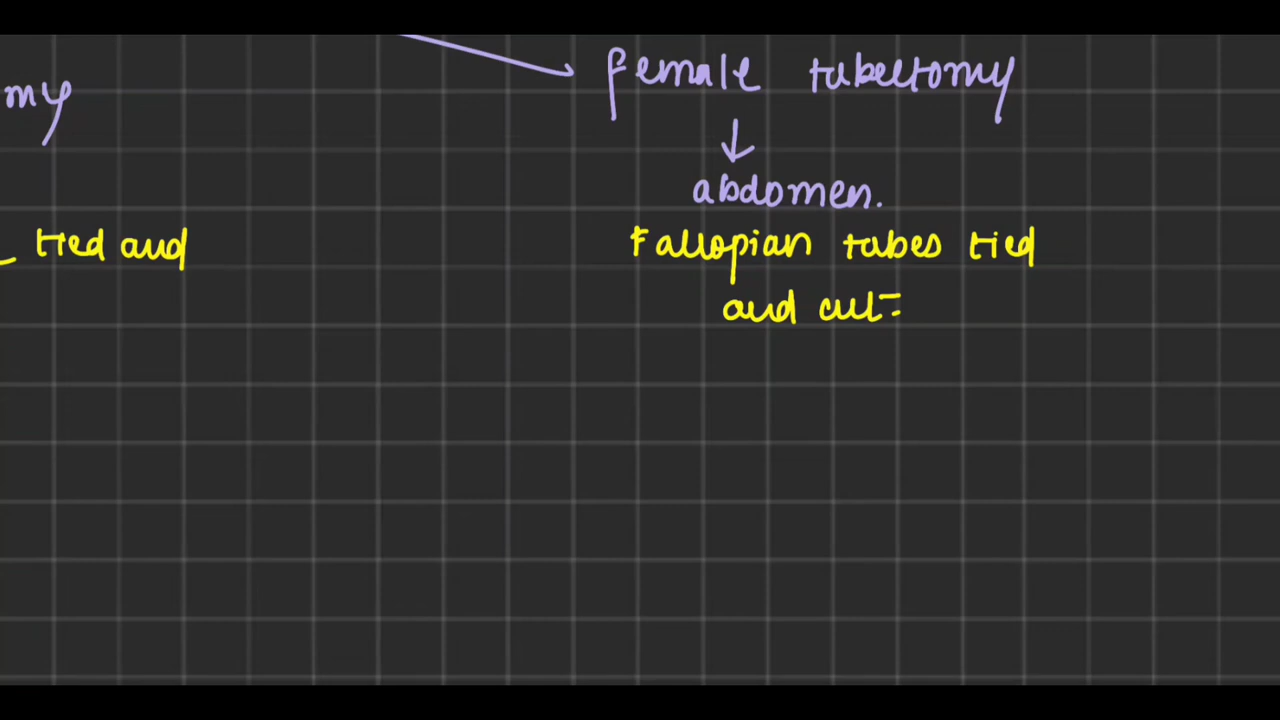 female tubectomy
my
abdomen.
tied and
Fallopian tubes tied
and cut.